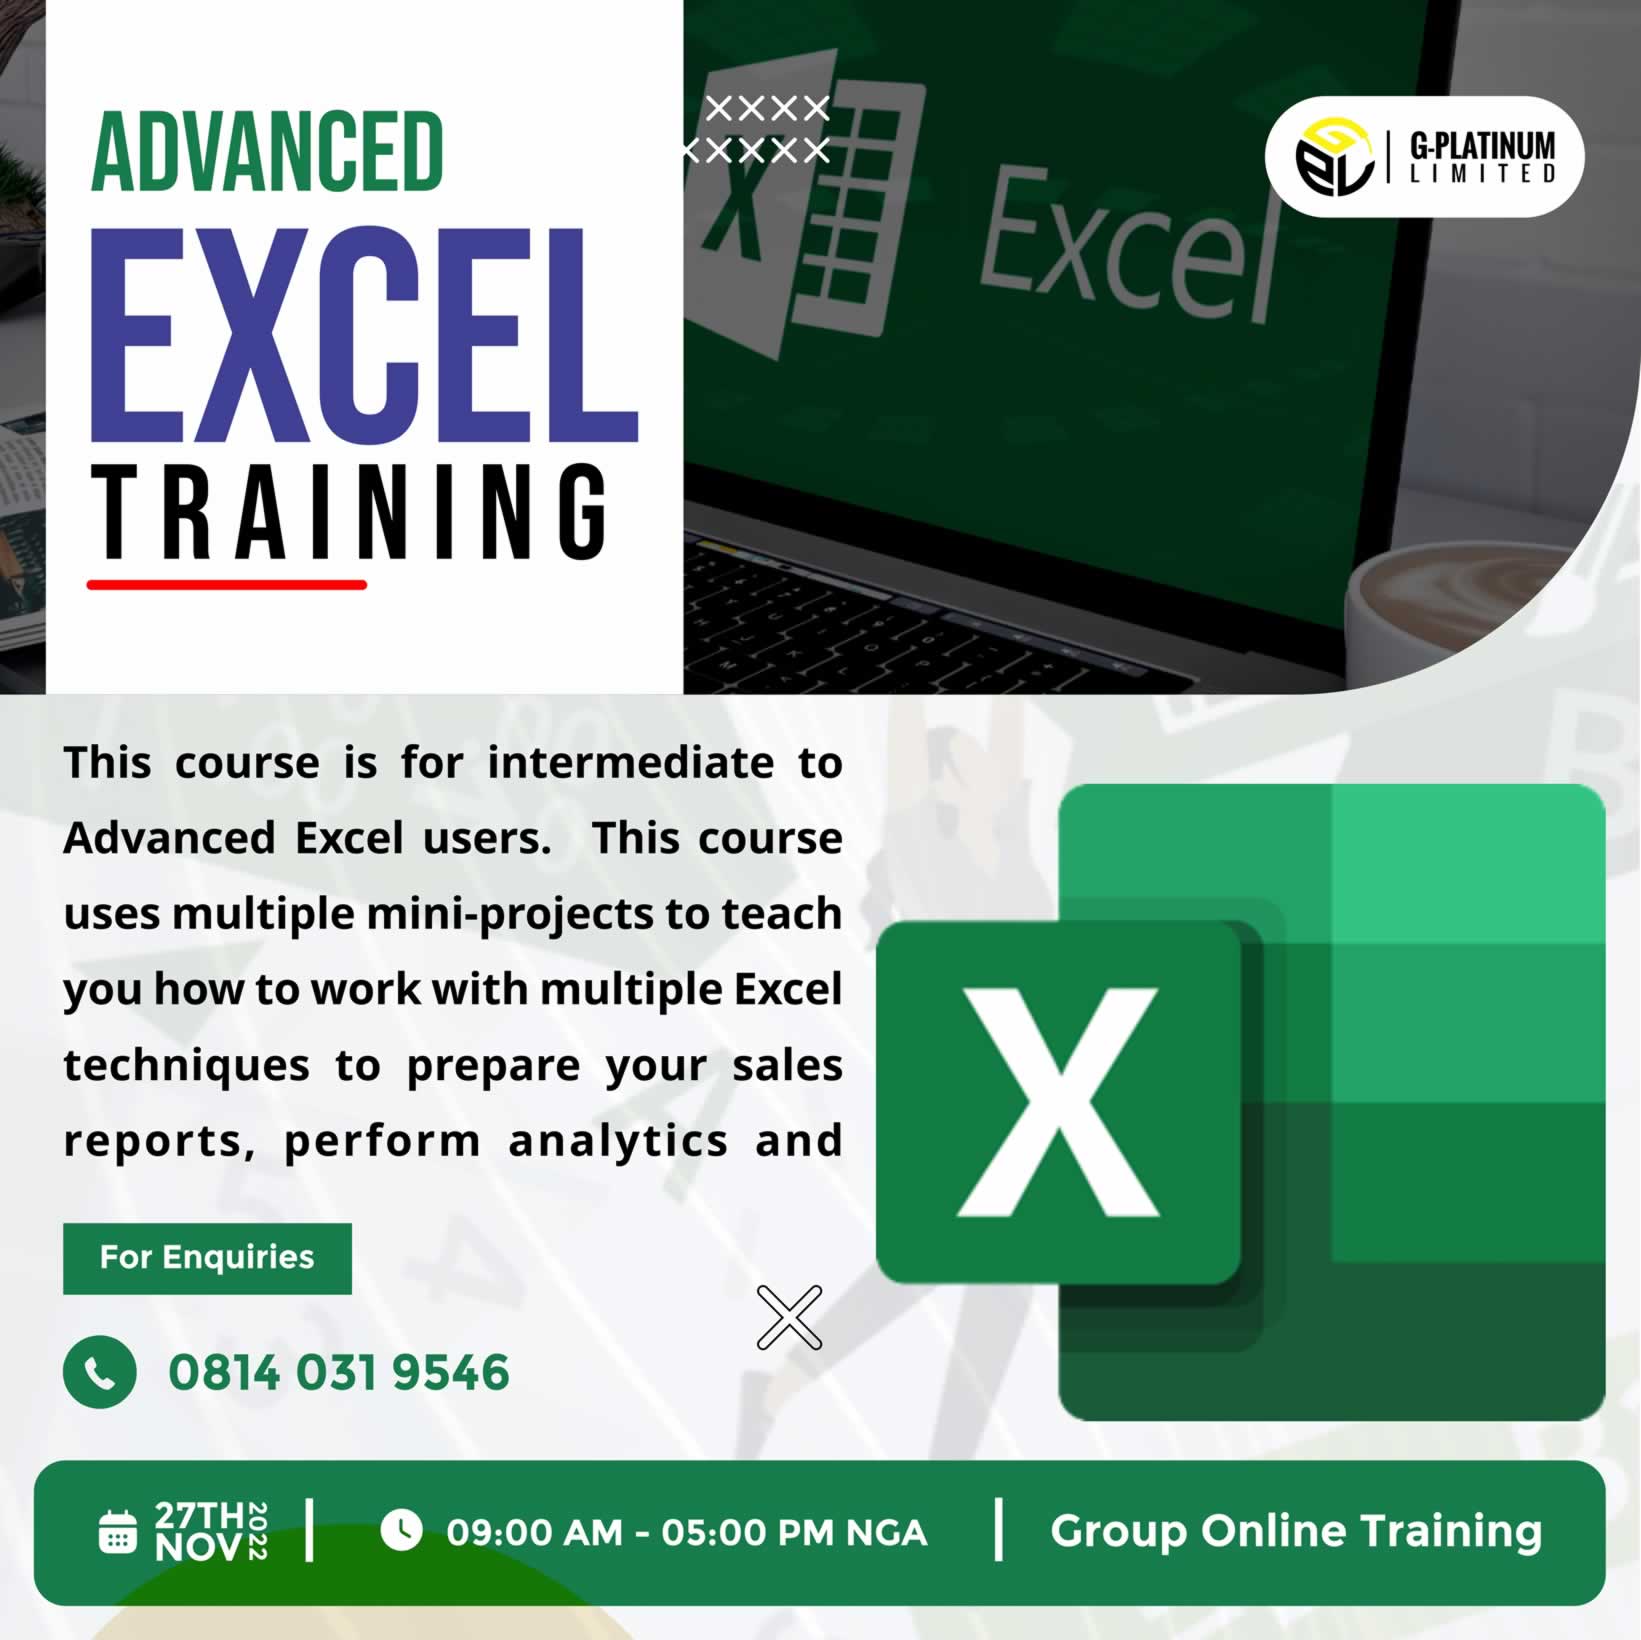 ADVANCED
EXCEL
TRAINING
X
Excel
G-PLATINUM
LIMITED
This course is for intermediate to
Advanced Excel users. This course
uses multiple mini-projects to teach
you how to work with multiple Excel
techniques to prepare your sales
reports, perform analytics and
X
For Enquiries
0814 031 9546
27TH
NOV
2022
09:00 AM - 05:00 PM NGA
Group Online Training